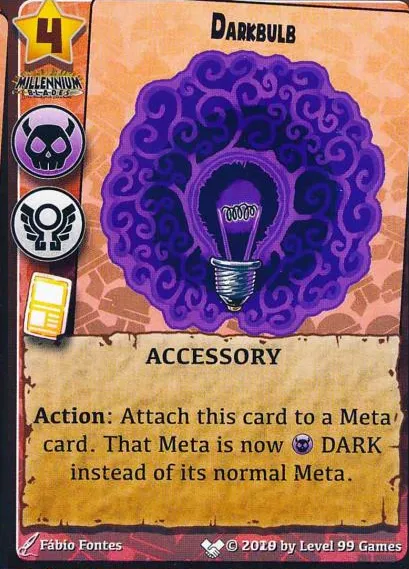 DARKBULB
4
MILLENNIUM
BLADES
ACCESSORY
Action: Attach this card to a Meta
card. That Meta is now DARK
instead of its normal Meta.
Fábio Fontes
© 2019 by Level 99 Games